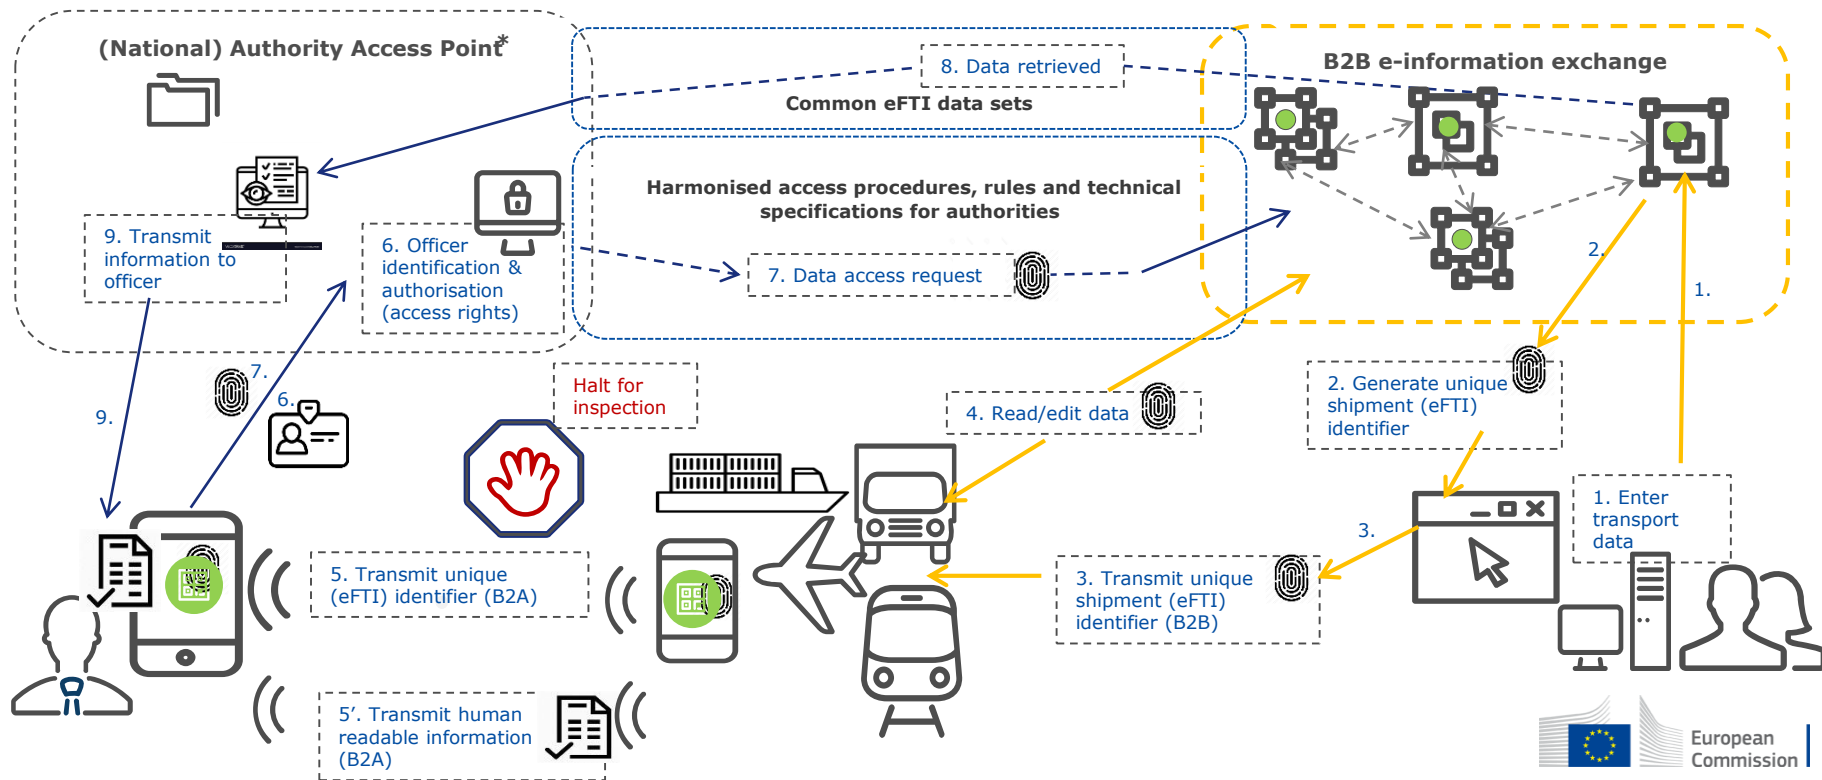 (National) Authority Access Point*
8. Data retrieved
B2B e-information exchange
Common eFTI data sets
Harmonised access procedures, rules and technical
specifications for authorities
9. Transmit
information to
officer
6. Officer
identification &
authorisation
(access rights)
7. Data access request
2.
1.
7.
6.
9.
Halt for
inspection
4. Read/edit data
2. Generate unique
shipment (eFTI)
identifier
1. Enter
transport
data
3.
5. Transmit unique
(eFTI) identifier (B2A)
3. Transmit unique
shipment (eFTI)
identifier (B2B)
5’. Transmit human
readable information
(B2A)
European
Commission